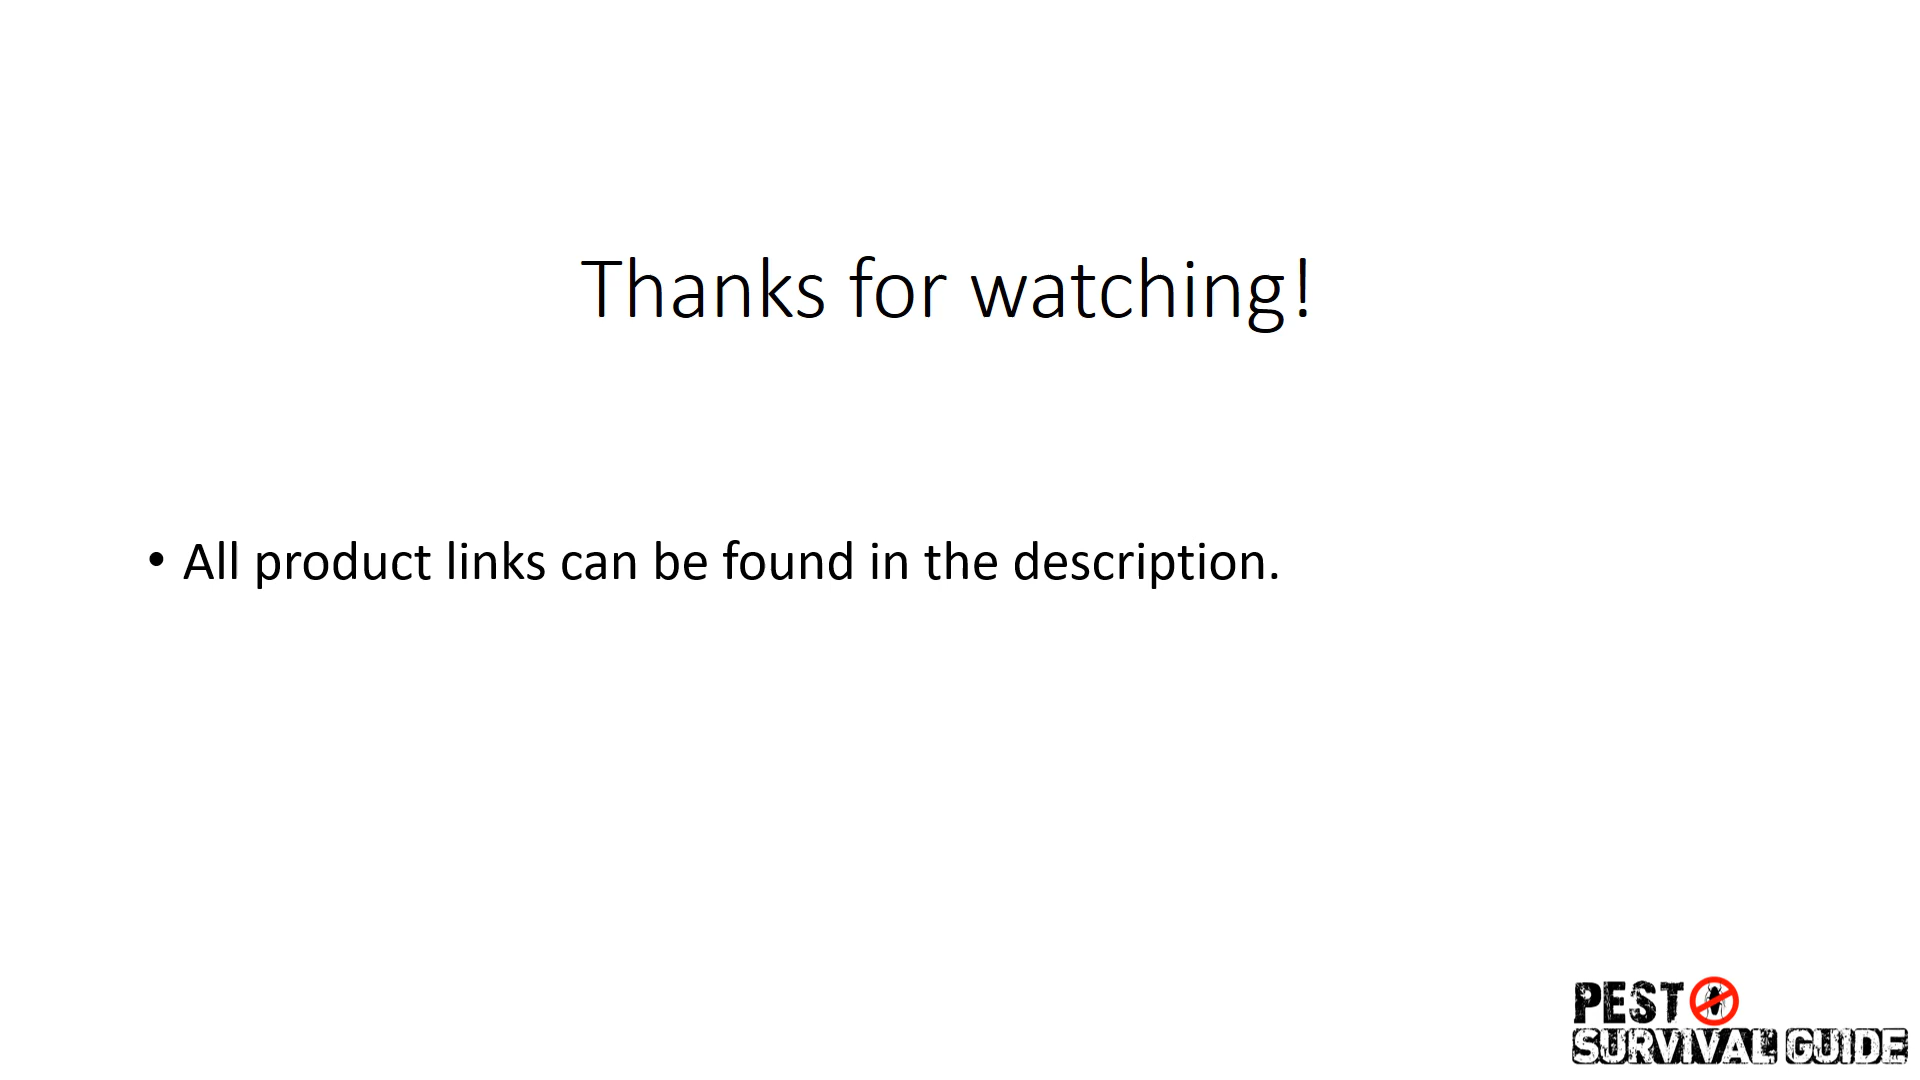 Thanks for watching!
• All product links can be found in the description.
PEST
SURVIVAL GUIDE